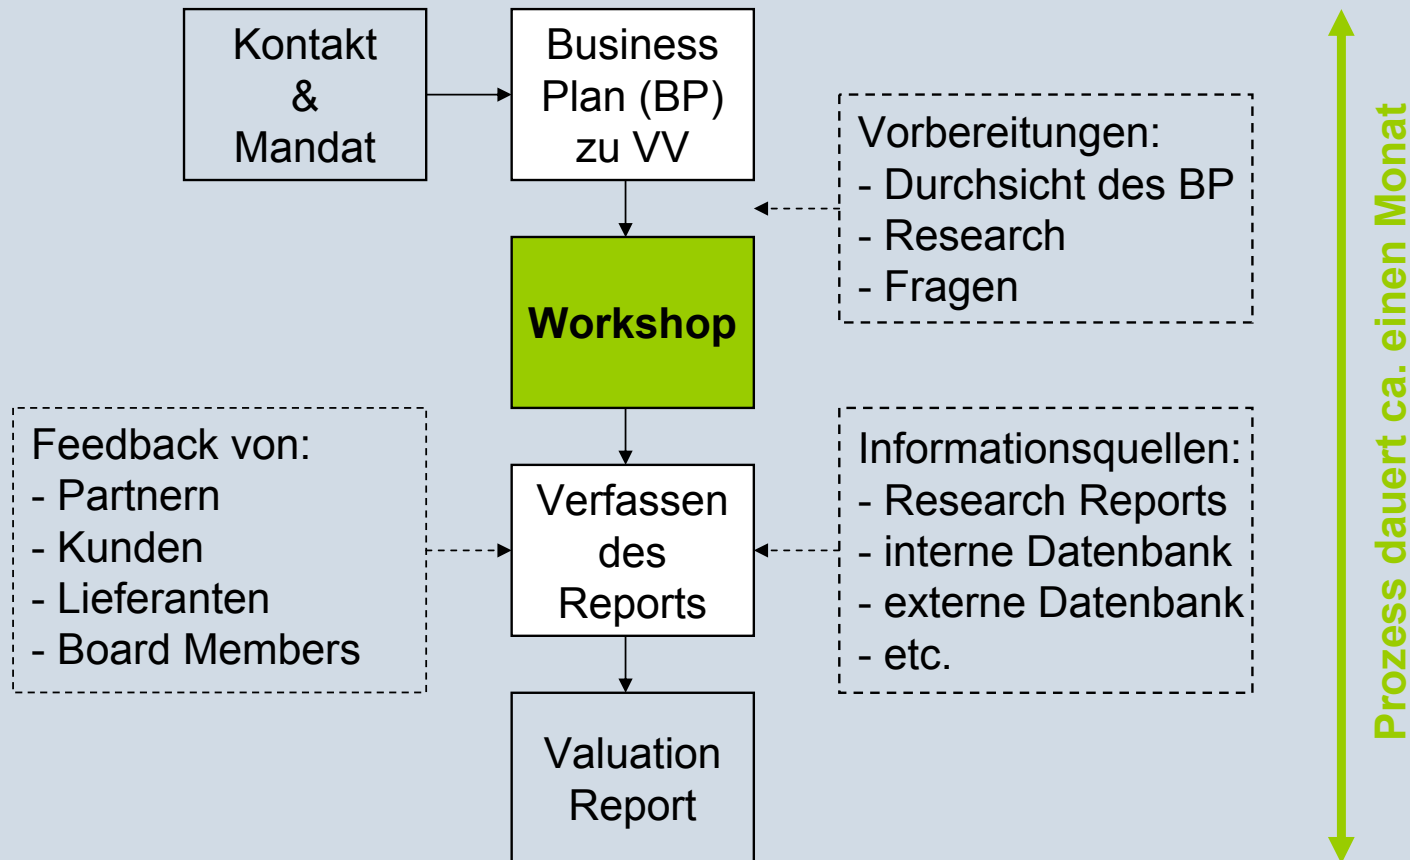 Kontakt
&
Mandat
Business
Plan (BP)
zu VV
Vorbereitungen:
- Durchsicht des BP
- Research
- Fragen
Workshop
Feedback von:
- Partnern
- Kunden
- Lieferanten
- Board Members
Verfassen
des
Reports
Informationsquellen:
- Research Reports
- interne Datenbank
- externe Datenbank
- etc.
Valuation
Report
Prozess dauert ca. einen Monat